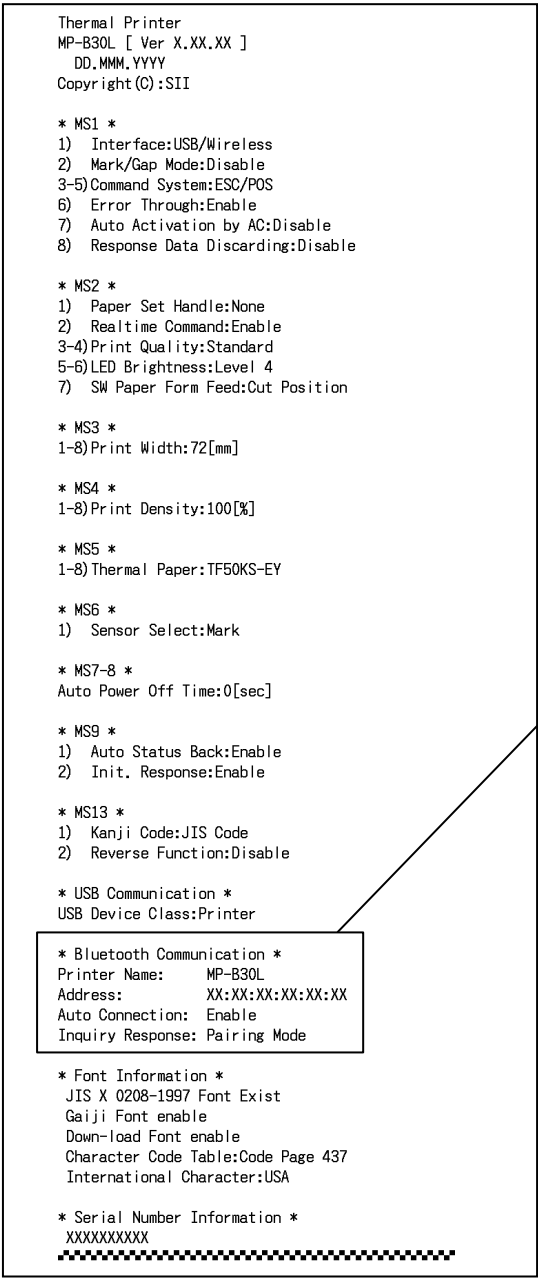 Thermal Printer
MP-B30L [ Ver X.XX.XX ]
DD.MMM.YYYY
Copyright(C):SII
* MS1 *
1) Interface:USB/Wireless
2) Mark/Gap Mode:Disable
3-5)Command System:ESC/POS
6) Error Through:Enable
7) Auto Activation by AC:Disable
8) Response Data Discarding:Disable
* MS2 *
1) Paper Set Handle:None
2) Realtime Command:Enable
3-4)Print Quality:Standard
5-6)LED Brightness:Level 4
7) SW Paper Form Feed:Cut Position
* MS3 *
1-8)Print Width:72[mm]
* MS4 *
1-8)Print Density:100[%]
* MS5 *
1-8)Thermal Paper:TF50KS-EY
* MS6 *
1) Sensor Select:Mark
* MS7-8 *
Auto Power Off Time:0[sec]
* MS9 *
1) Auto Status Back:Enable
2) Init. Response:Enable
* MS13 *
1) Kanji Code:JIS Code
2) Reverse Function:Disable
* USB Communication *
USB Device Class:Printer
* Bluetooth Communication *
Printer Name: MP-B30L
Address: XX:XX:XX:XX:XX:XX
Auto Connection: Enable
Inquiry Response: Pairing Mode
* Font Information *
JIS X 0208-1997 Font Exist
Gaiji Font enable
Down-load Font enable
Character Code Table:Code Page 437
International Character:USA
* Serial Number Information *
XXXXXXXXXX